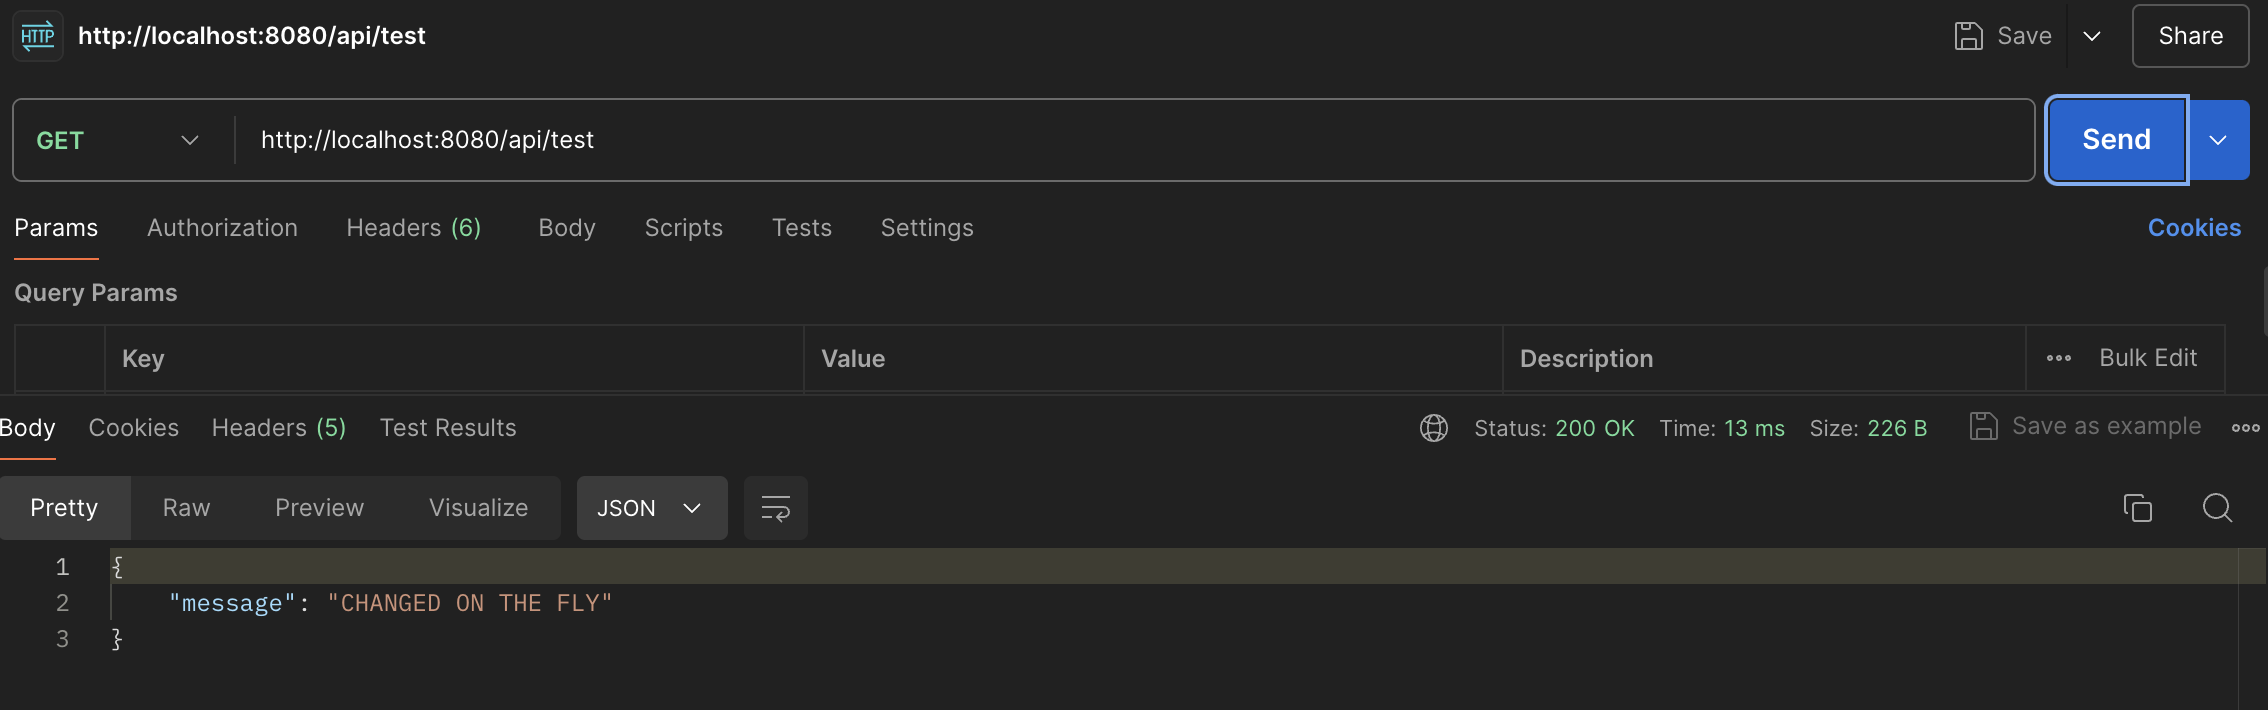 HTTP http://localhost:8080/api/test Save Share
GET http://localhost:8080/api/test Send
Params Authorization Headers (6) Body Scripts Tests Settings Cookies
Query Params
Key Value Description Bulk Edit
Body Cookies Headers (5) Test Results Status: 200 OK Time: 13 ms Size: 226 B Save as example
Pretty Raw Preview Visualize JSON
1 {
2 "message": "CHANGED ON THE FLY"
3 }